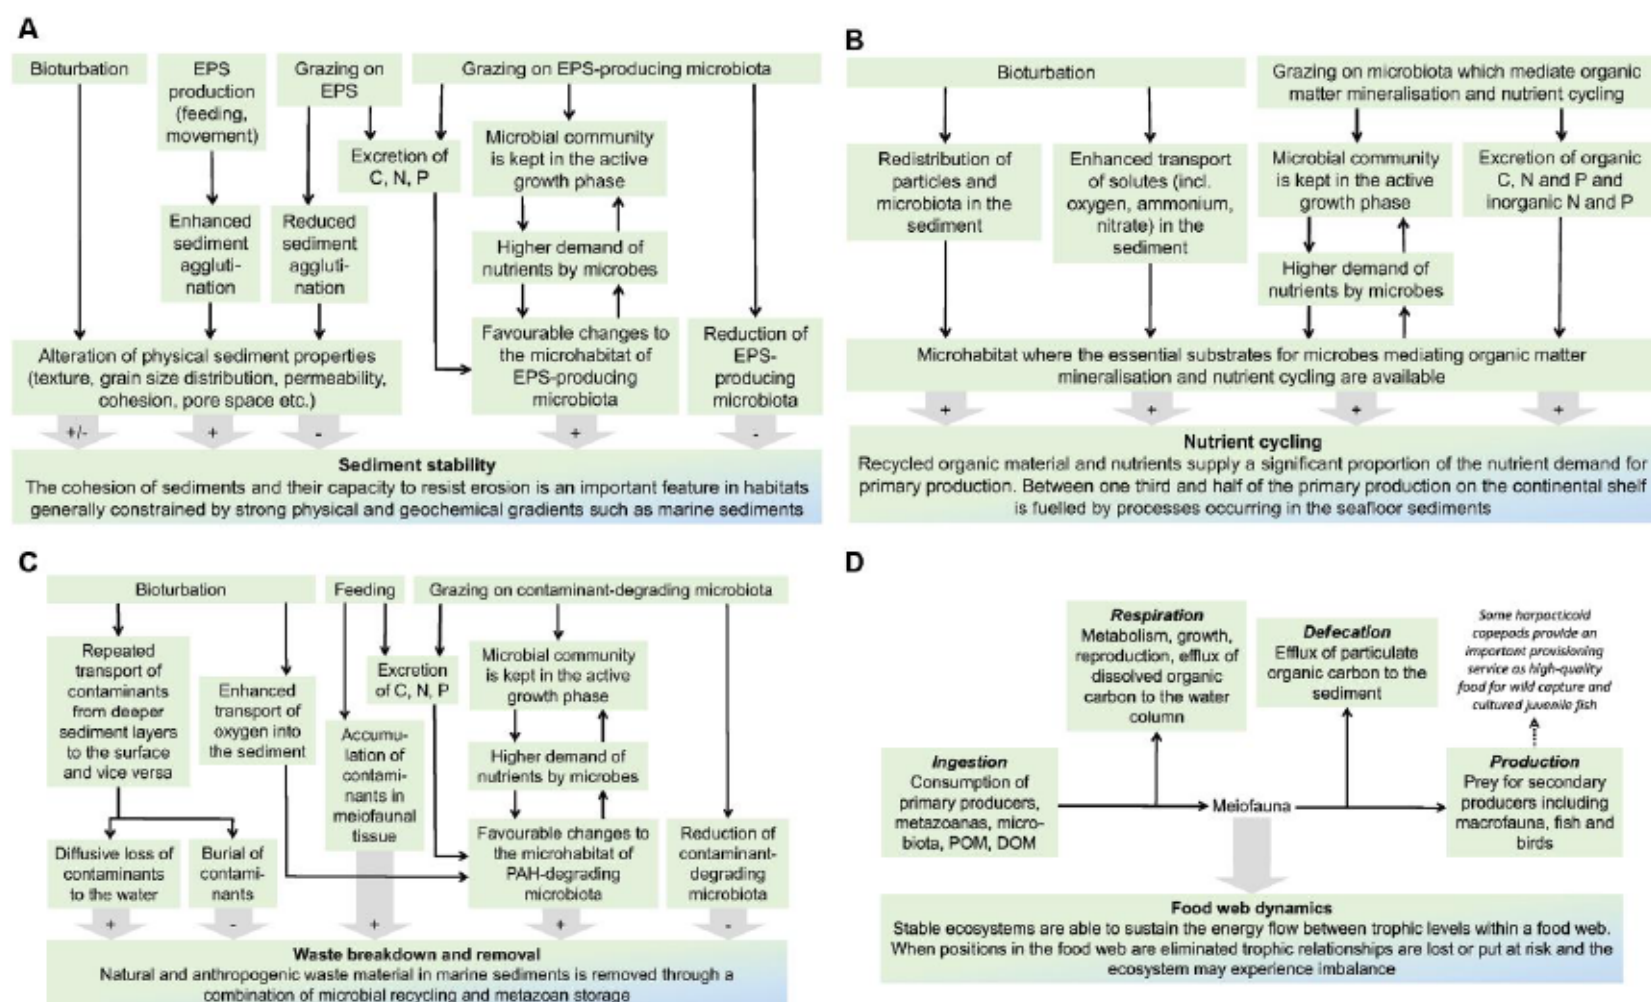 A
Bioturbation
EPS
production
(feeding,
movement)
Grazing on
EPS
Grazing on EPS-producing microbiota
Excretion of
C, N, P
Microbial community
is kept in the active
growth phase
Enhanced
sediment
aggluti-
nation
Reduced
sediment
aggluti-
nation
Higher demand of
nutrients by microbes
Alteration of physical sediment properties
(texture, grain size distribution, permeability,
cohesion, pore space etc.)
Favourable changes to
the microhabitat of
EPS-producing
microbiota
Reduction of
EPS-
producing
microbiota
+/-
+
-
+
-
Sediment stability
The cohesion of sediments and their capacity to resist erosion is an important feature in habitats
generally constrained by strong physical and geochemical gradients such as marine sediments
B
Bioturbation
Grazing on microbiota which mediate organic
matter mineralisation and nutrient cycling
Redistribution of
particles and
microbiota in the
sediment
Enhanced transport
of solutes (incl.
oxygen, ammonium,
nitrate) in the
sediment
Microbial community
is kept in the active
growth phase
Excretion of organic
C, N and P and
inorganic N and P
Higher demand of
nutrients by microbes
Microhabitat where the essential substrates for microbes mediating organic matter
mineralisation and nutrient cycling are available
+
+
+
+
Nutrient cycling
Recycled organic material and nutrients supply a significant proportion of the nutrient demand for
primary production. Between one third and half of the primary production on the continental shelf
is fuelled by processes occurring in the seafloor sediments
C
Bioturbation
Feeding
Grazing on contaminant-degrading microbiota
Repeated
transport of
contaminants
from deeper
sediment layers
to the surface
and vice versa
Enhanced
transport of
oxygen into
the sediment
Excretion
of C, N, P
Microbial community
is kept in the active
growth phase
Accumu-
lation of
contami-
nants in
meiofaunal
tissue
Higher demand of
nutrients by microbes
Diffusive loss of
contaminants
to the water
Burial of
contami-
nants
Favourable changes to
the microhabitat of
PAH-degrading
microbiota
Reduction of
contaminant-
degrading
microbiota
+
-
+
+
-
Waste breakdown and removal
Natural and anthropogenic waste material in marine sediments is removed through a
combination of microbial recycling and metazoan storage
D
Respiration
Metabolism, growth,
reproduction, efflux of
dissolved organic
carbon to the water
column
Defecation
Efflux of particulate
organic carbon to the
sediment
Some harpacticoid
copepods provide an
important provisioning
service as high-quality
food for wild capture and
cultured juvenile fish
Ingestion
Consumption of
primary producers,
metazoanas, micro-
biota, POM, DOM
Meiofauna
Production
Prey for secondary
producers including
macrofauna, fish and
birds
Food web dynamics
Stable ecosystems are able to sustain the energy flow between trophic levels within a food web.
When positions in the food web are eliminated trophic relationships are lost or put at risk and the
ecosystem may experience imbalance